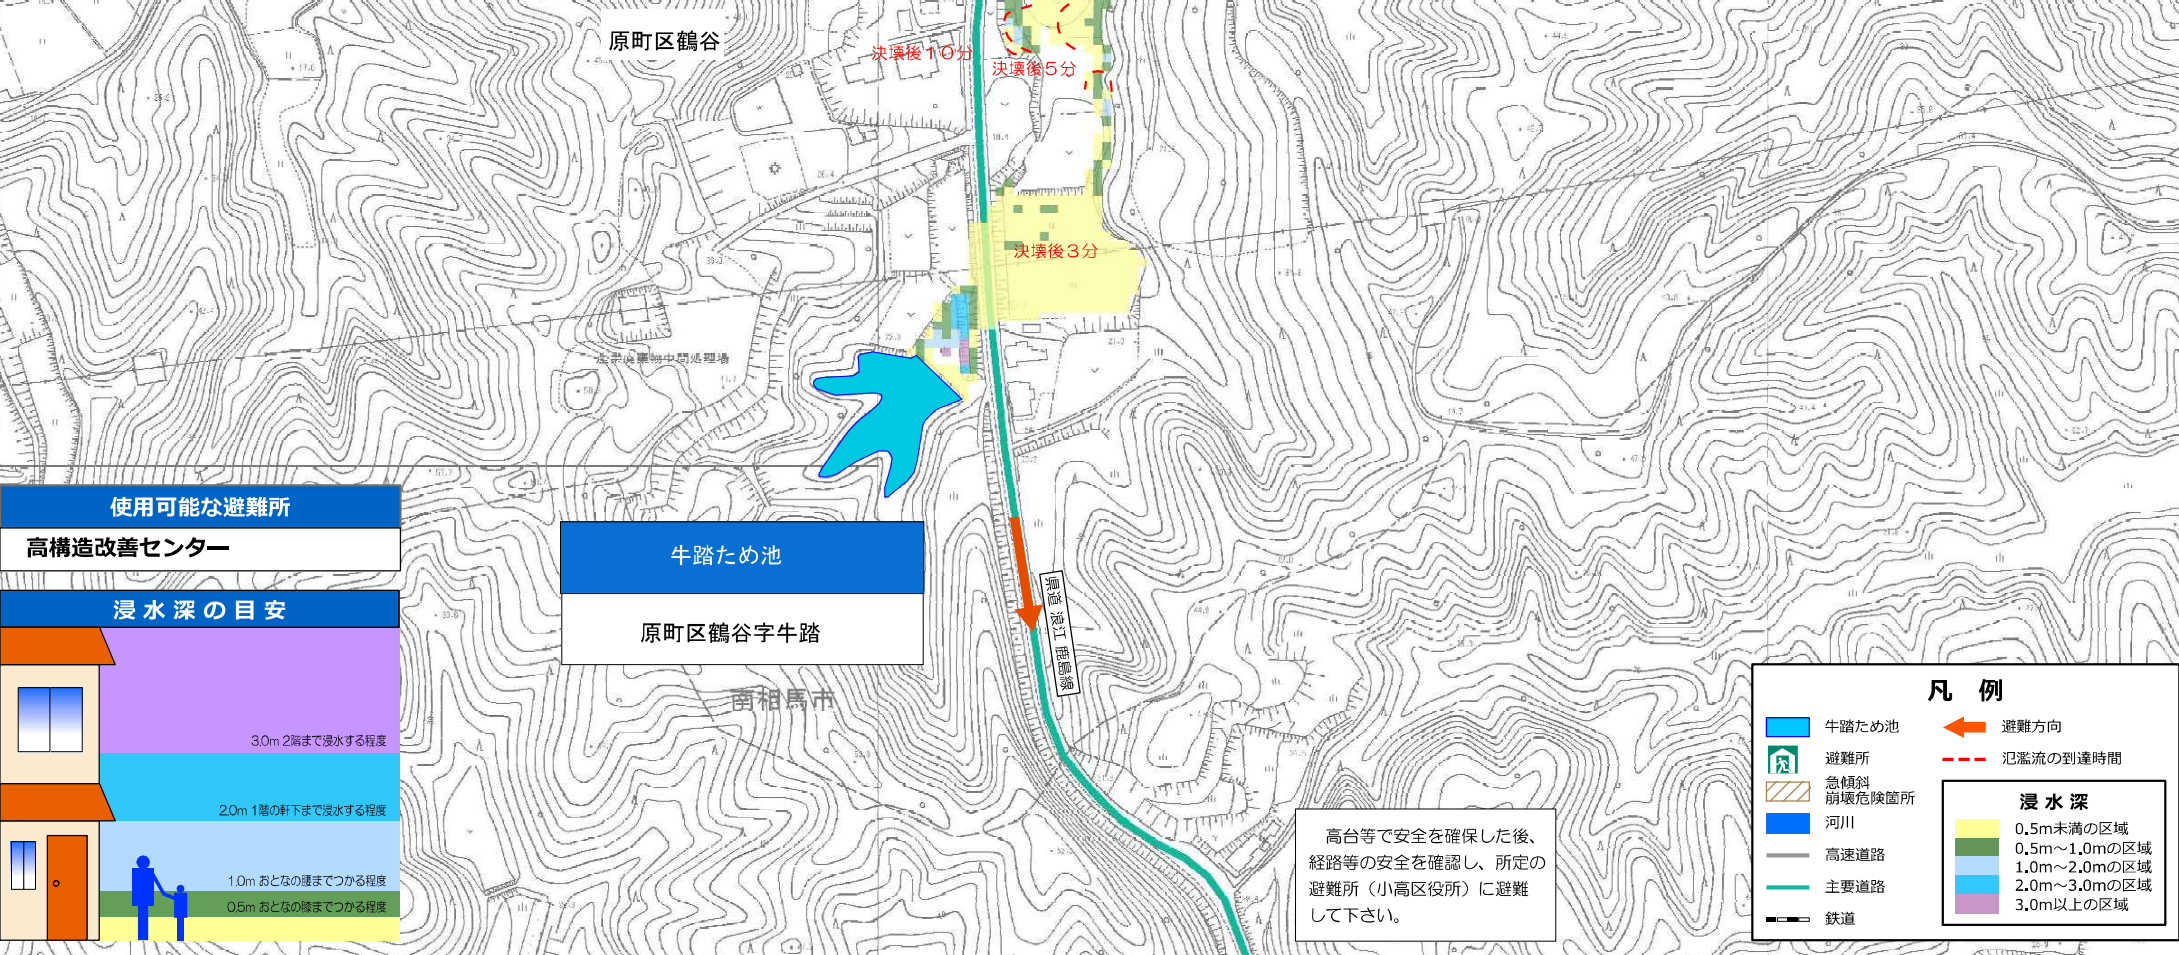 原町区鶴谷
決壊後10分
決壊後5分
決壊後3分
産業廃棄物中間処理場
使用可能な避難所
高構造改善センター
牛踏ため池
原町区鶴谷字牛踏
県道 浪江 鹿島線
南相馬市
浸水深の目安
3.0m 2階まで浸水する程度
2.0m 1階の軒下まで浸水する程度
1.0m おとなの腰までつかる程度
0.5m おとなの膝までつかる程度
高台等で安全を確保した後、
経路等の安全を確認し、所定の
避難所（小高区役所）に避難
して下さい。
凡 例
牛踏ため池
避難方向
避難所
氾濫流の到達時間
急傾斜
崩壊危険箇所
河川
高速道路
主要道路
鉄道
浸水深
0.5m未満の区域
0.5m～1.0mの区域
1.0m～2.0mの区域
2.0m～3.0mの区域
3.0m以上の区域